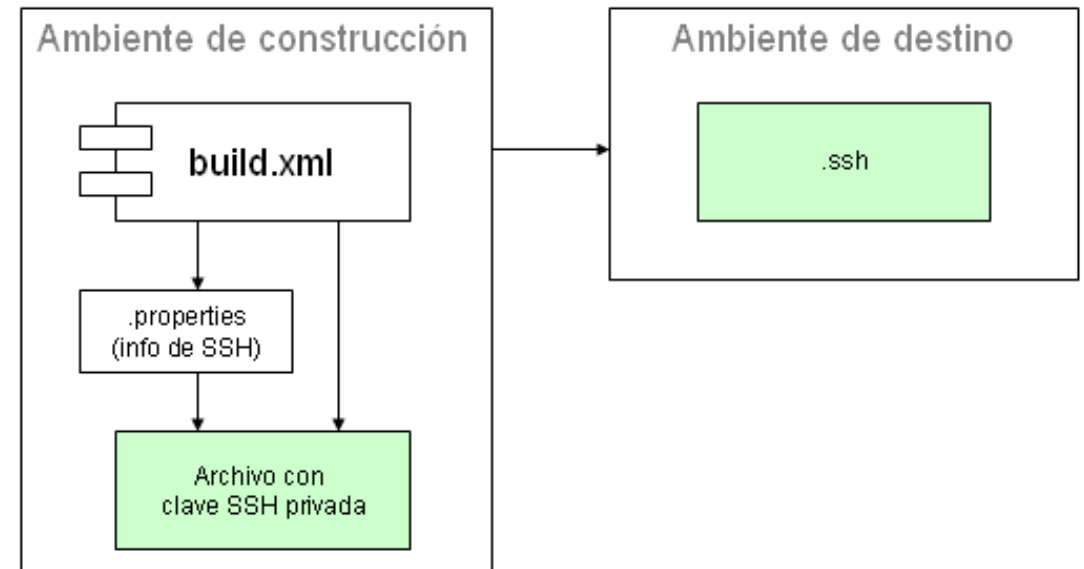 Ambiente de construcción
build.xml
.properties
(info de SSH)
Archivo con
clave SSH privada
Ambiente de destino
.ssh